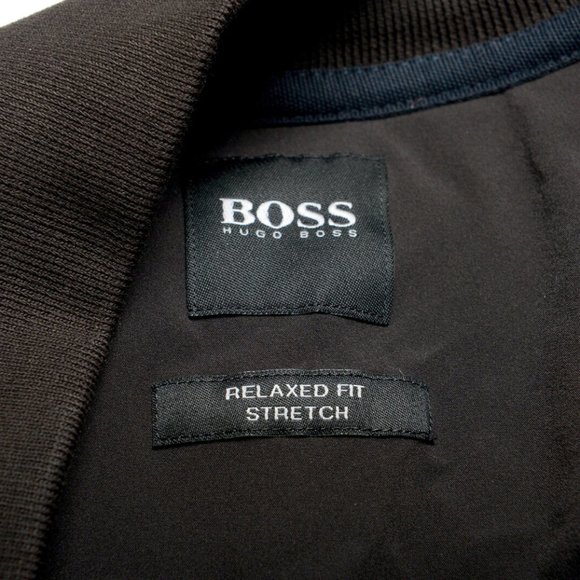 BOSS
HUGO BOSS
RELAXED FIT
STRETCH